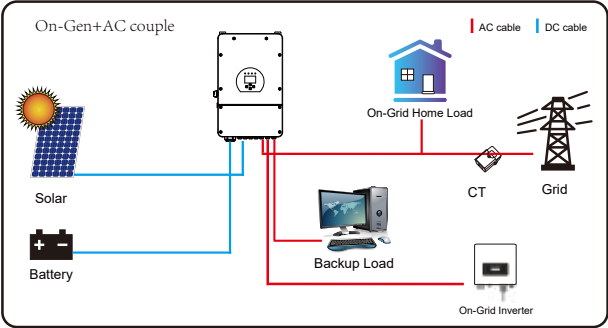 On-Gen+AC couple
AC cable
DC cable
On-Grid Home Load
Solar
CT
Grid
Battery
Backup Load
On-Grid Inverter